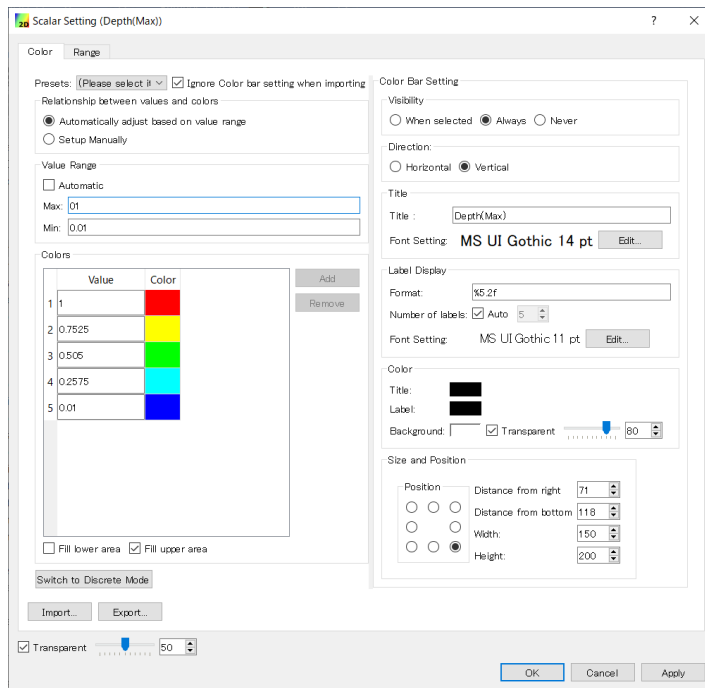 2D Scalar Setting (Depth(Max))
Color Range
Presets: (Please select it Ignore Color bar setting when importing
Relationship between values and colors
Automatically adjust based on value range
Setup Manually
Value Range
Automatic
Max: 01
Min: 0.01
Colors
Value Color
1 1
2 0.7525
3 0.505
4 0.2575
5 0.01
Add
Remove
Fill lower area Fill upper area
Switch to Discrete Mode
Import... Export...
Transparent 50
Color Bar Setting
Visibility
When selected Always Never
Direction:
Horizontal Vertical
Title
Title : Depth(Max)
Font Setting: MS UI Gothic 14 pt Edit...
Label Display
Format: %5.2f
Number of labels: Auto 5
Font Setting: MS UI Gothic 11 pt Edit...
Color
Title:
Label:
Background: Transparent 80
Size and Position
Position
Distance from right 71
Distance from bottom 118
Width: 150
Height: 200
OK Cancel Apply